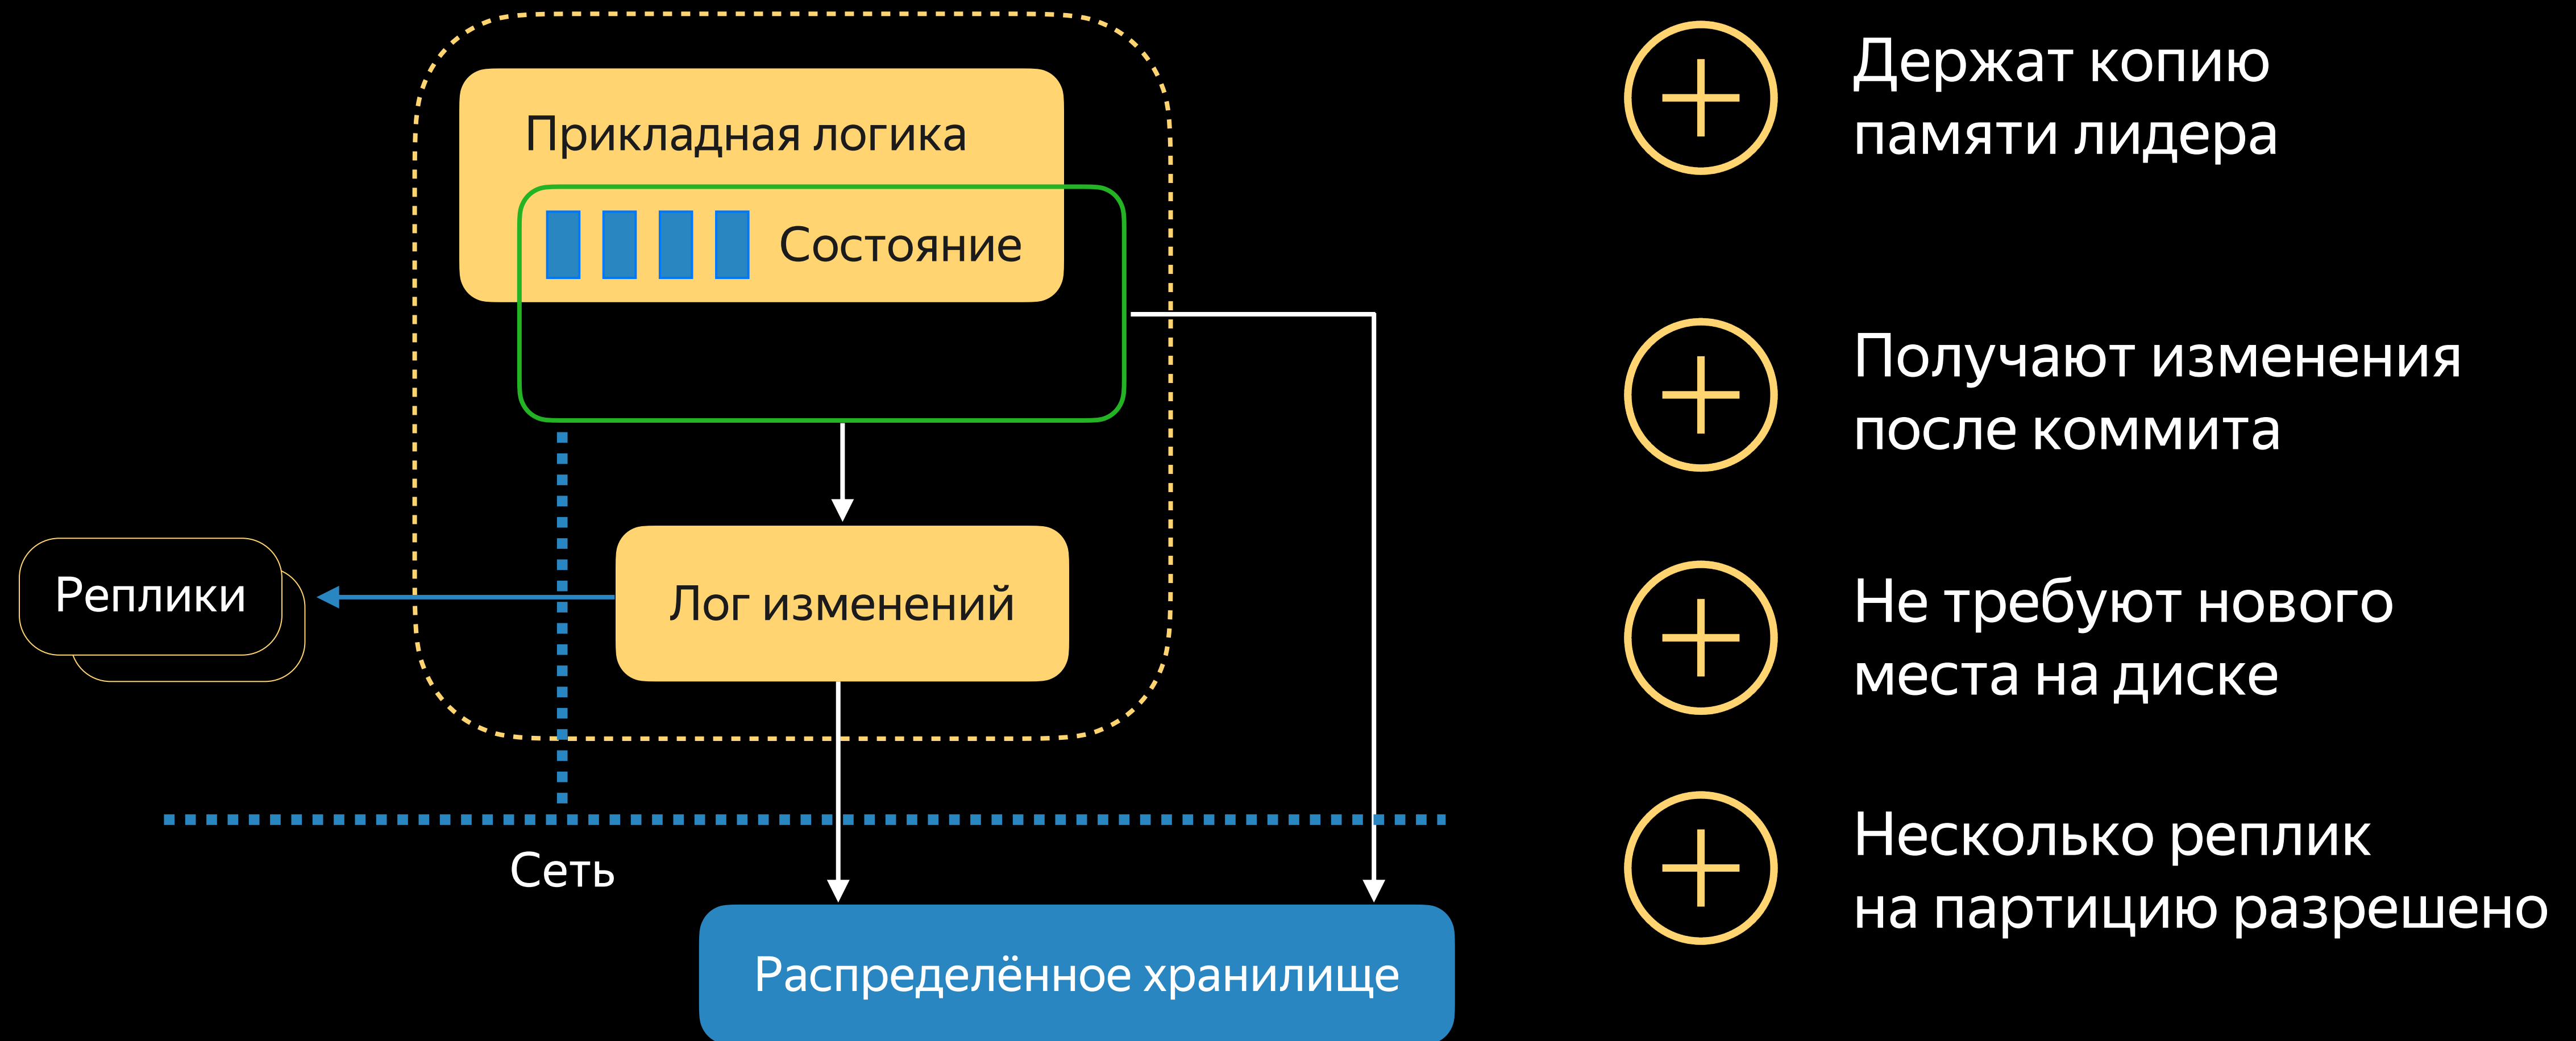 Прикладная логика
Состояние
Реплики
Лог изменений
Сеть
Распределённое хранилище
Держат копию
памяти лидера
Получают изменения
после коммита
Не требуют нового
места на диске
Несколько реплик
на партицию разрешено